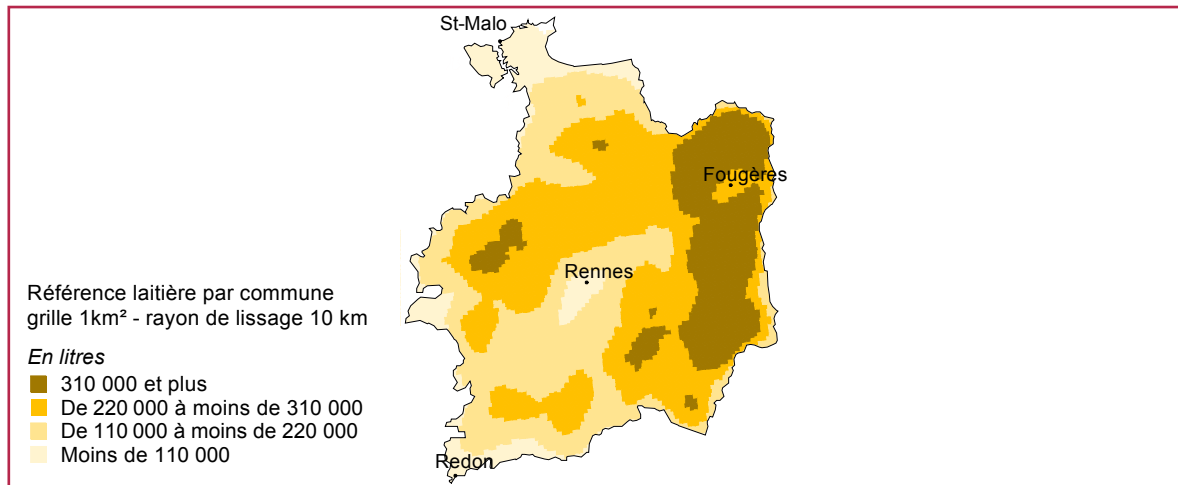 St-Malo
Fougères
Rennes
Référence laitière par commune
grille 1km² - rayon de lissage 10 km
En litres
310 000 et plus
De 220 000 à moins de 310 000
De 110 000 à moins de 220 000
Moins de 110 000
Redon